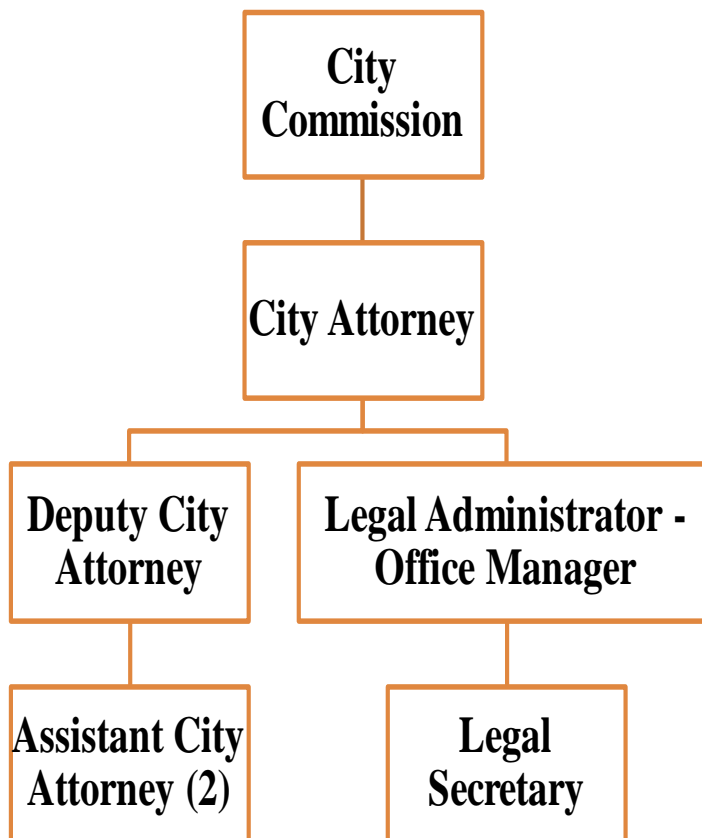 City
Commission
City Attorney
Deputy City
Attorney
Legal Administrator -
Office Manager
Assistant City
Attorney (2)
Legal
Secretary